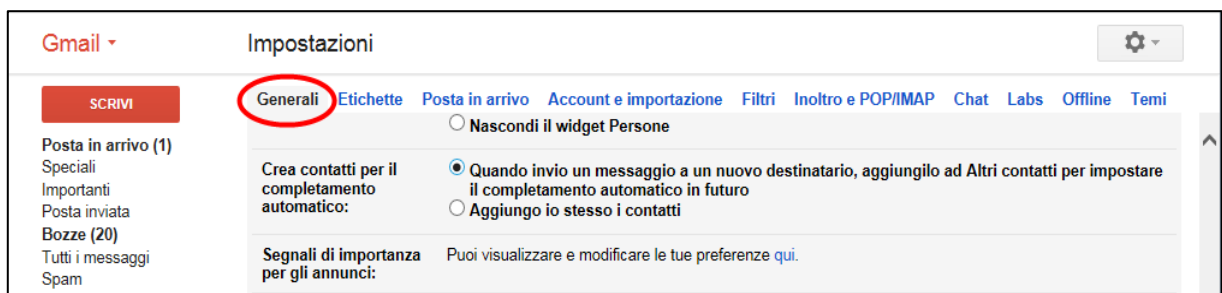 Gmail
Impostazioni
SCRIVI
Generali Etichette Posta in arrivo Account e importazione Filtri Inoltro e POP/IMAP Chat Labs Offline Temi
Posta in arrivo (1)
Speciali
Importanti
Posta inviata
Bozze (20)
Tutti i messaggi
Spam
Nascondi il widget Persone
Crea contatti per il
completamento
automatico:
Quando invio un messaggio a un nuovo destinatario, aggiungilo ad Altri contatti per impostare
il completamento automatico in futuro
Aggiungo io stesso i contatti
Segnali di importanza
per gli annunci:
Puoi visualizzare e modificare le tue preferenze qui.